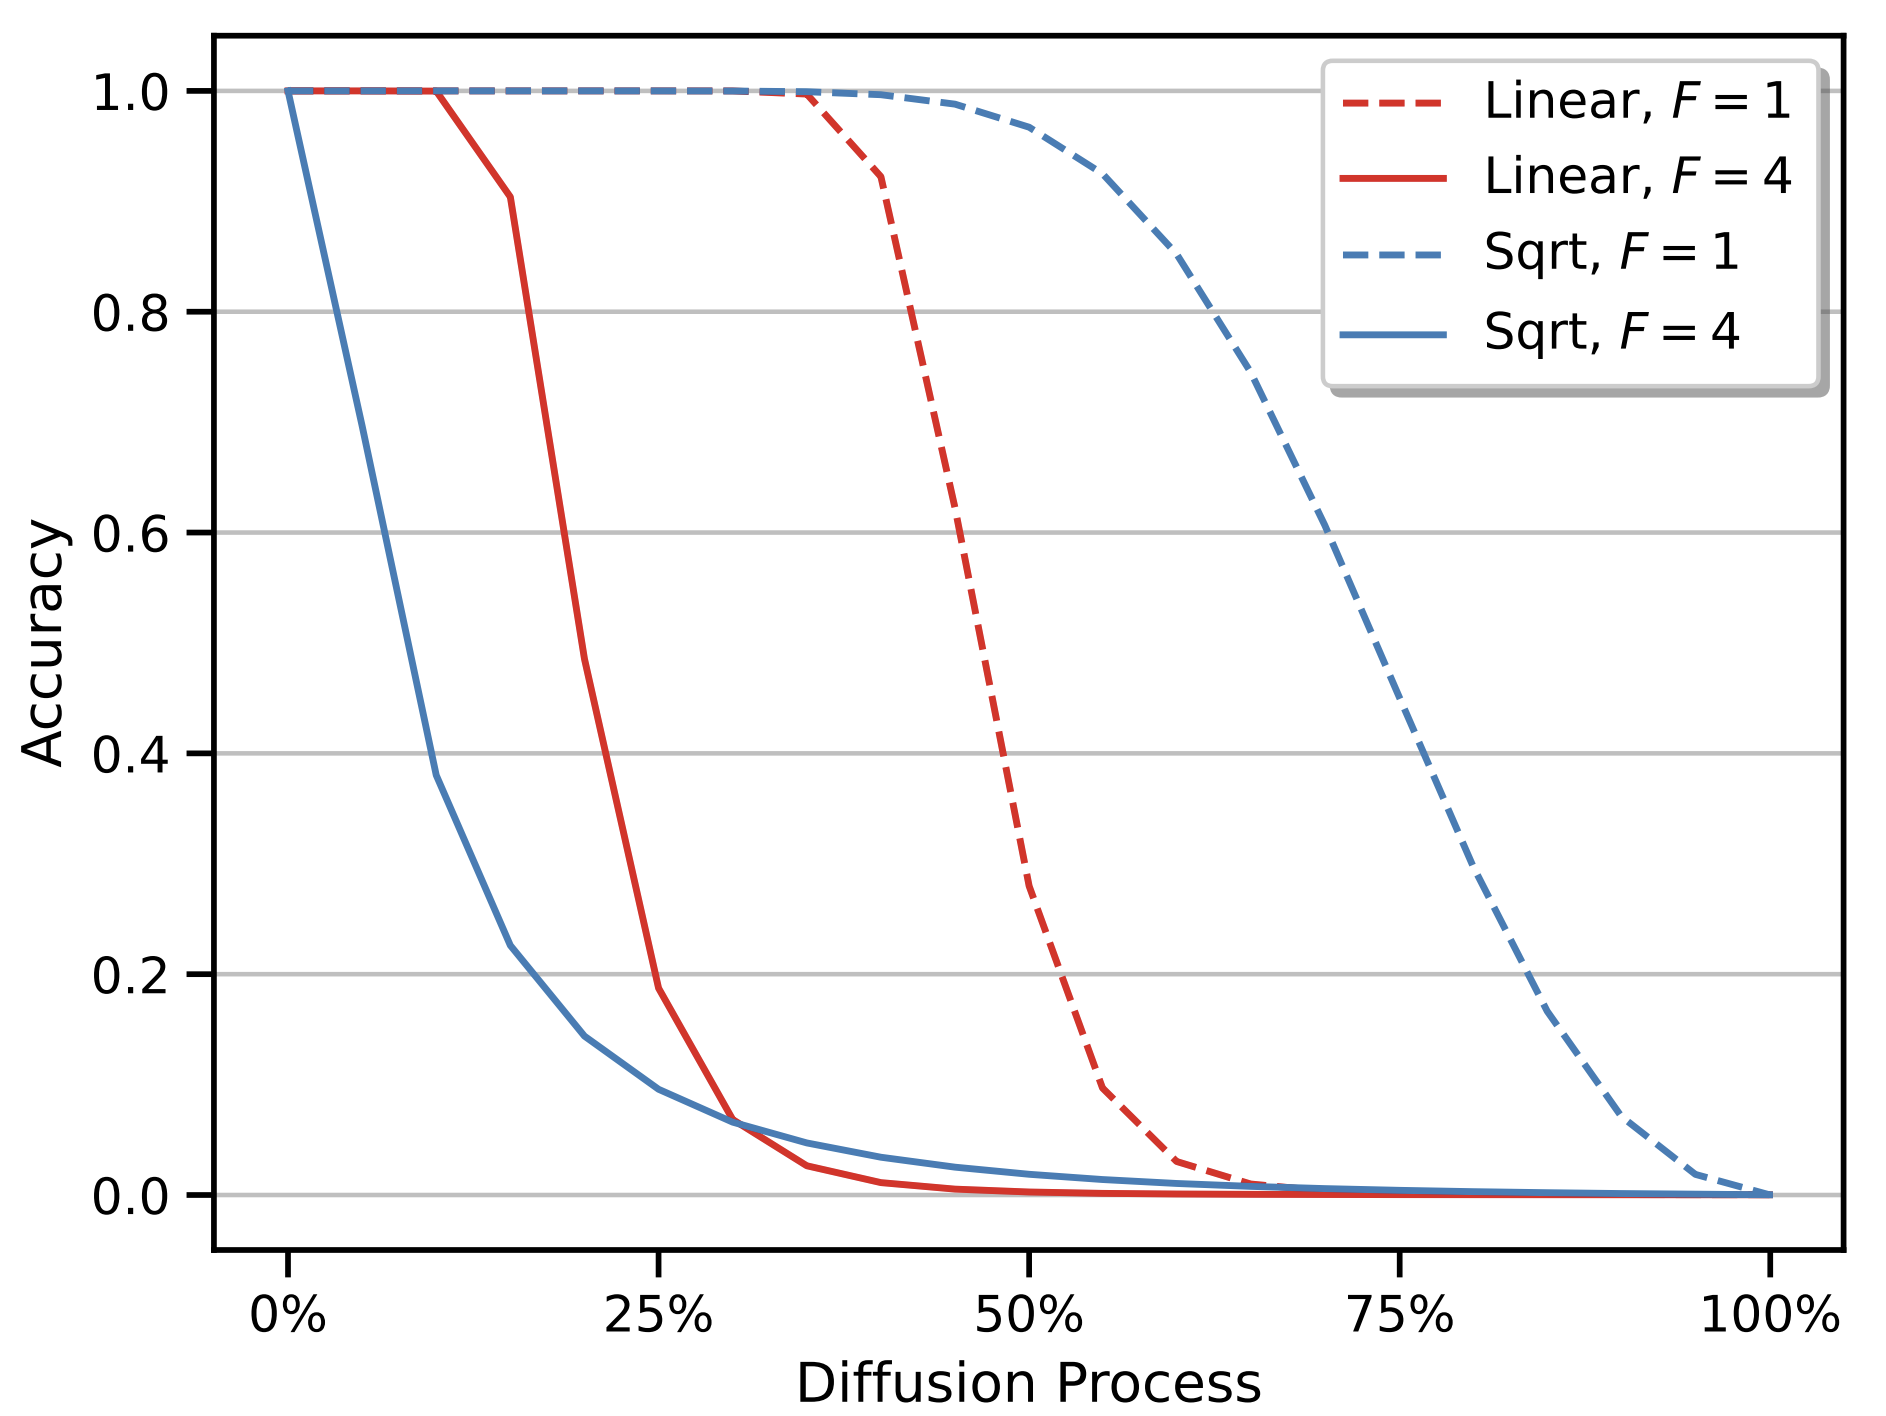 Linear, F = 1
Linear, F = 4
Sqrt, F = 1
Sqrt, F = 4
Accuracy
1.0
0.8
0.6
0.4
0.2
0.0
0% 25% 50% 75% 100%
Diffusion Process